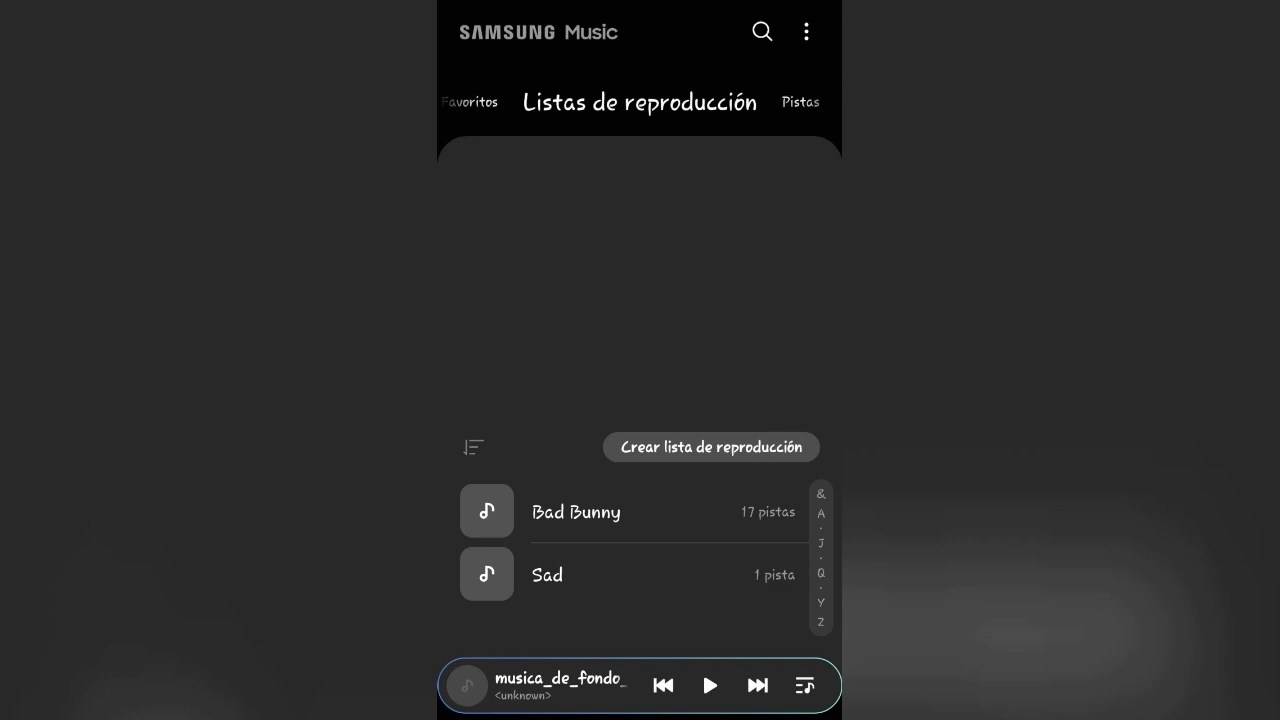 SAMSUNG Music
Favoritos Listas de reproducción Pistas
Crear lista de reproducción
Bad Bunny 17 pistas
Sad 1 pista
&
A
.
J
.
Q
.
Y
Z
musica_de_fondo_
<unknown>